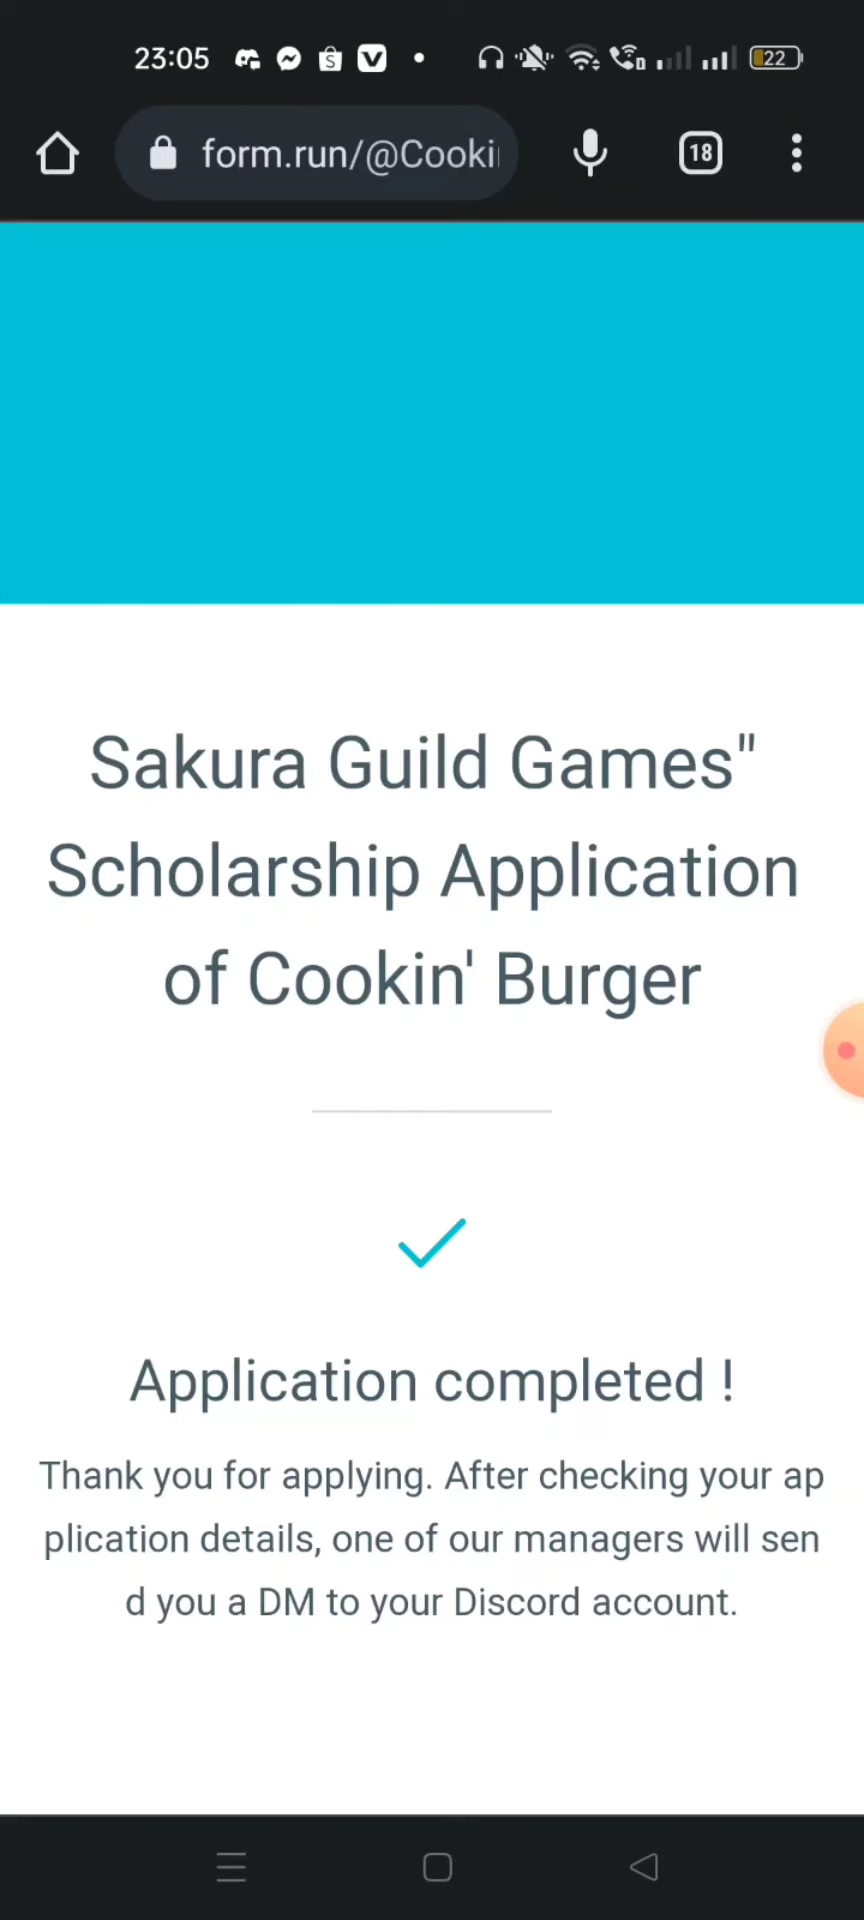 23:05
22
form.run/@Cooki
18
Sakura Guild Games"
Scholarship Application
of Cookin' Burger
Application completed !
Thank you for applying. After checking your ap
plication details, one of our managers will sen
d you a DM to your Discord account.